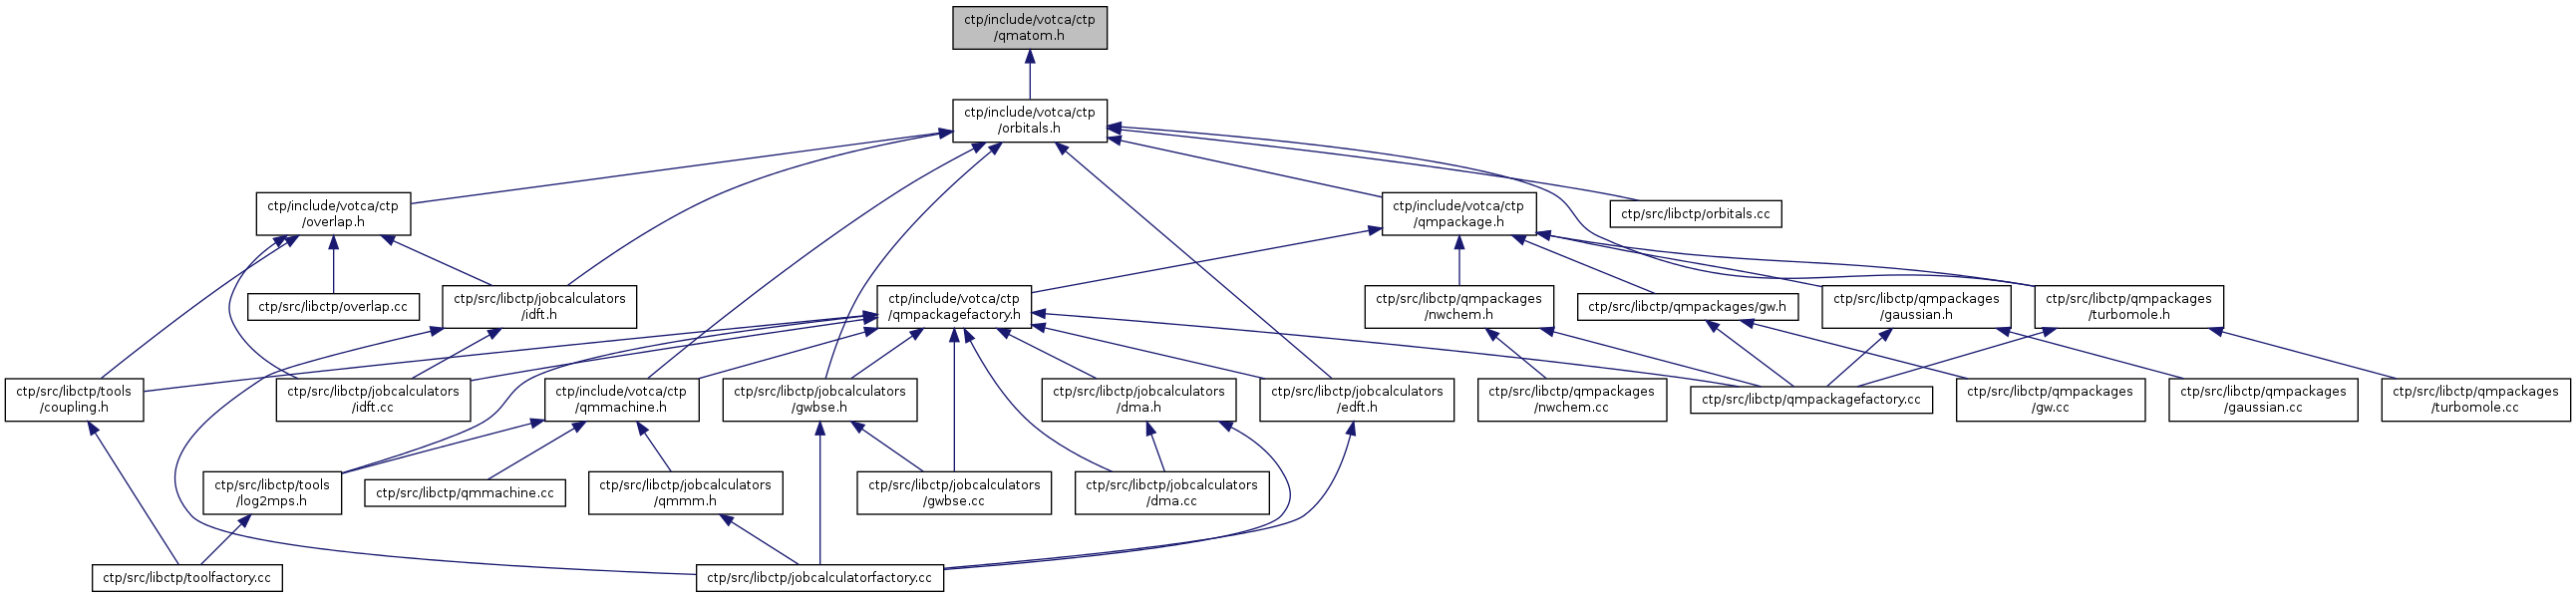 ctp/include/votca/ctp
/qmatom.h
ctp/include/votca/ctp
/orbitals.h
ctp/include/votca/ctp
/overlap.h
ctp/include/votca/ctp
/qmpackage.h
ctp/src/libctp/orbitals.cc
ctp/src/libctp/overlap.cc
ctp/src/libctp/jobcalculators
/idft.h
ctp/include/votca/ctp
/qmpackagefactory.h
ctp/src/libctp/qmpackages
/nwchem.h
ctp/src/libctp/qmpackages/gw.h
ctp/src/libctp/qmpackages
/gaussian.h
ctp/src/libctp/qmpackages
/turbomole.h
ctp/src/libctp/tools
/coupling.h
ctp/src/libctp/jobcalculators
/idft.cc
ctp/include/votca/ctp
/qmmachine.h
ctp/src/libctp/jobcalculators
/gwbse.h
ctp/src/libctp/jobcalculators
/dma.h
ctp/src/libctp/jobcalculators
/edft.h
ctp/src/libctp/qmpackages
/nwchem.cc
ctp/src/libctp/qmpackagefactory.cc
ctp/src/libctp/qmpackages
/gw.cc
ctp/src/libctp/qmpackages
/gaussian.cc
ctp/src/libctp/qmpackages
/turbomole.cc
ctp/src/libctp/tools
/log2mps.h
ctp/src/libctp/qmmachine.cc
ctp/src/libctp/jobcalculators
/qmmm.h
ctp/src/libctp/jobcalculators
/gwbse.cc
ctp/src/libctp/jobcalculators
/dma.cc
ctp/src/libctp/toolfactory.cc
ctp/src/libctp/jobcalculatorfactory.cc